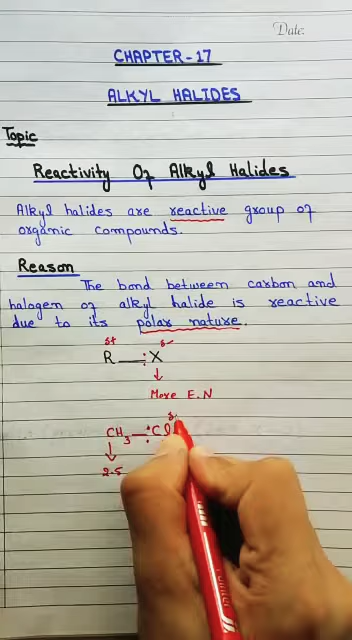 Date:
CHAPTER-17
ALKYL HALIDES
Topic
Reactivity Of Alkyl Halides
Alkyl halides are reactive group of
organic compounds.
Reason
The bond between carbon and
halogen of alkyl halide is reactive
due to its polar nature.
δ+ δ-
R — : X
↓
More E.N
δ-
CH₃ — : Cl
↓
2.5